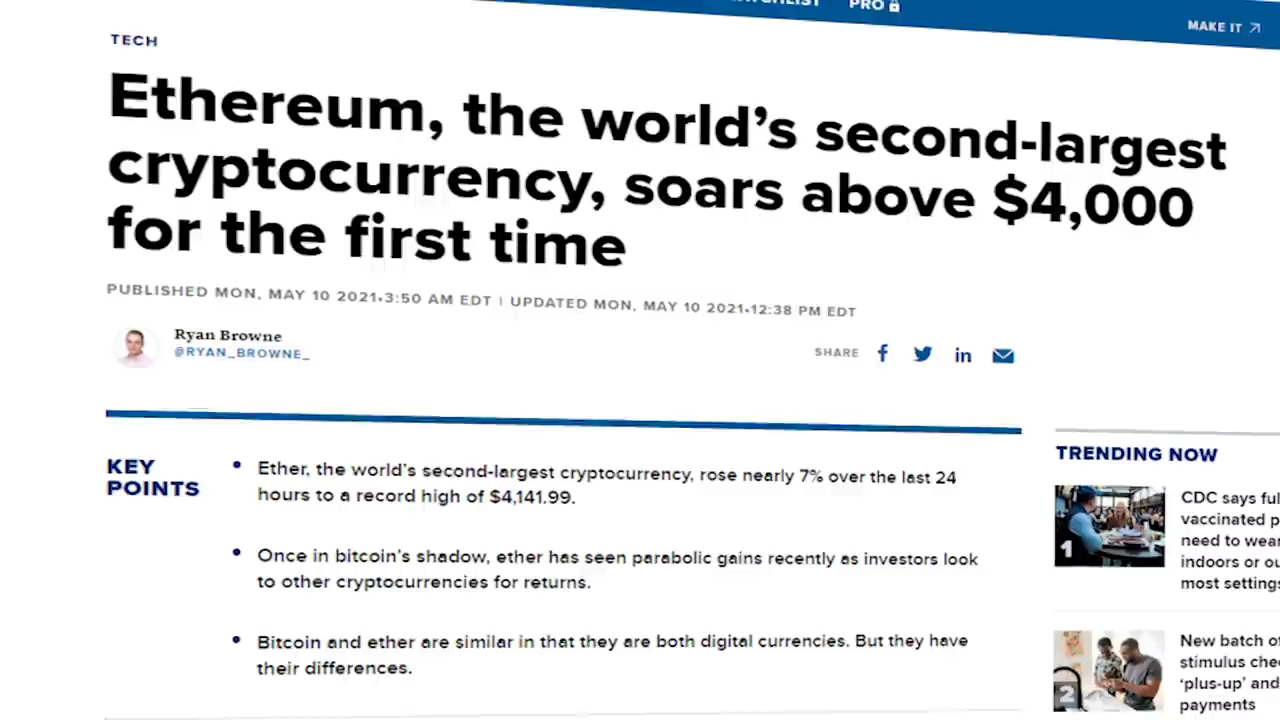 PRO
MAKE IT
TECH
Ethereum, the world's second-largest
cryptocurrency, soars above $4,000
for the first time
PUBLISHED MON, MAY 10 2021•3:50 AM EDT | UPDATED MON, MAY 10 2021•12:38 PM EDT
Ryan Browne
@RYAN_BROWNE_
SHARE
KEY
POINTS
• Ether, the world's second-largest cryptocurrency, rose nearly 7% over the last 24
hours to a record high of $4,141.99.
• Once in bitcoin's shadow, ether has seen parabolic gains recently as investors look
to other cryptocurrencies for returns.
• Bitcoin and ether are similar in that they are both digital currencies. But they have
their differences.
TRENDING NOW
1
CDC says
vaccinated
need to
indoors or
most settings
2
New batch
stimulus
'plus-up' and
payments